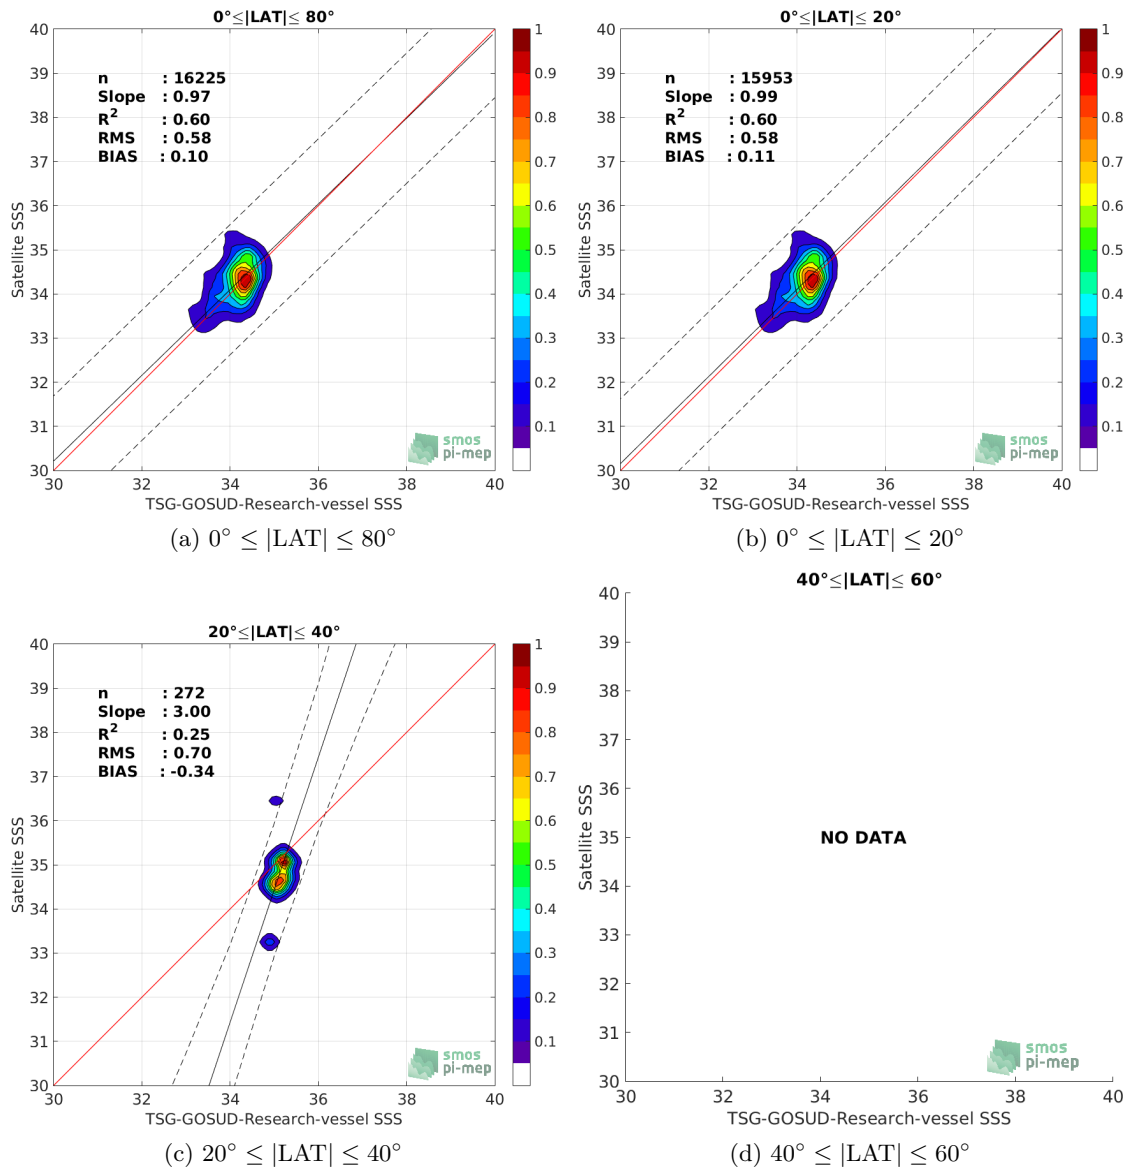 0°≤|LAT|≤ 80°
40
39
38
37
36
35
34
33
32
31
30
Satellite SSS
n : 16225
Slope : 0.97
R2 : 0.60
RMS : 0.58
BIAS : 0.10
smos
pi-mep
30 32 34 36 38 40
TSG-GOSUD-Research-vessel SSS
1
0.9
0.8
0.7
0.6
0.5
0.4
0.3
0.2
0.1
(a) 0° ≤ |LAT| ≤ 80°
0°≤|LAT|≤ 20°
40
39
38
37
36
35
34
33
32
31
30
Satellite SSS
n : 15953
Slope : 0.99
R2 : 0.60
RMS : 0.58
BIAS : 0.11
smos
pi-mep
30 32 34 36 38 40
TSG-GOSUD-Research-vessel SSS
1
0.9
0.8
0.7
0.6
0.5
0.4
0.3
0.2
0.1
(b) 0° ≤ |LAT| ≤ 20°
20°≤|LAT|≤ 40°
40
39
38
37
36
35
34
33
32
31
30
Satellite SSS
n : 272
Slope : 3.00
R2 : 0.25
RMS : 0.70
BIAS : -0.34
smos
pi-mep
30 32 34 36 38 40
TSG-GOSUD-Research-vessel SSS
1
0.9
0.8
0.7
0.6
0.5
0.4
0.3
0.2
0.1
(c) 20° ≤ |LAT| ≤ 40°
40°≤|LAT|≤ 60°
40
39
38
37
36
35
34
33
32
31
30
Satellite SSS
NO DATA
smos
pi-mep
30 32 34 36 38 40
TSG-GOSUD-Research-vessel SSS
(d) 40° ≤ |LAT| ≤ 60°